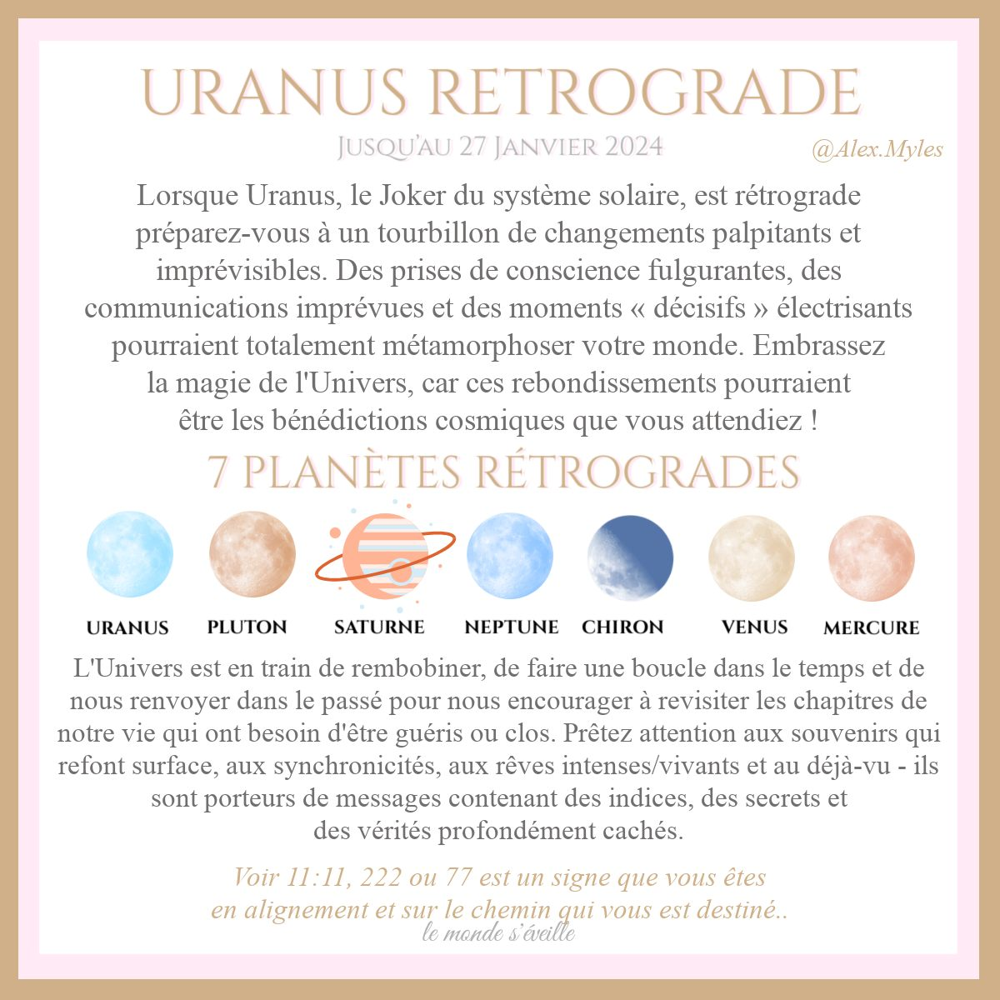 URANUS RETROGRADE
Jusqu'au 27 Janvier 2024
@Alex.Myles
Lorsque Uranus, le Joker du système solaire, est rétrograde
préparez-vous à un tourbillon de changements palpitants et
imprévisibles. Des prises de conscience fulgurantes, des
communications imprévues et des moments « décisifs » électrisants
pourraient totalement métamorphoser votre monde. Embrassez
la magie de l'Univers, car ces rebondissements pourraient
être les bénédictions cosmiques que vous attendiez !
7 PLANÈTES RÉTROGRADES
URANUS PLUTON SATURNE NEPTUNE CHIRON VENUS MERCURE
L'Univers est en train de rembobiner, de faire une boucle dans le temps et de
nous renvoyer dans le passé pour nous encourager à revisiter les chapitres de
notre vie qui ont besoin d'être guéris ou clos. Prêtez attention aux souvenirs qui
refont surface, aux synchronicités, aux rêves intenses/vivants et au déjà-vu - ils
sont porteurs de messages contenant des indices, des secrets et
des vérités profondément cachés.
Voir 11:11, 222 ou 77 est un signe que vous êtes
en alignement et sur le chemin qui vous est destiné..
le monde s'éveille